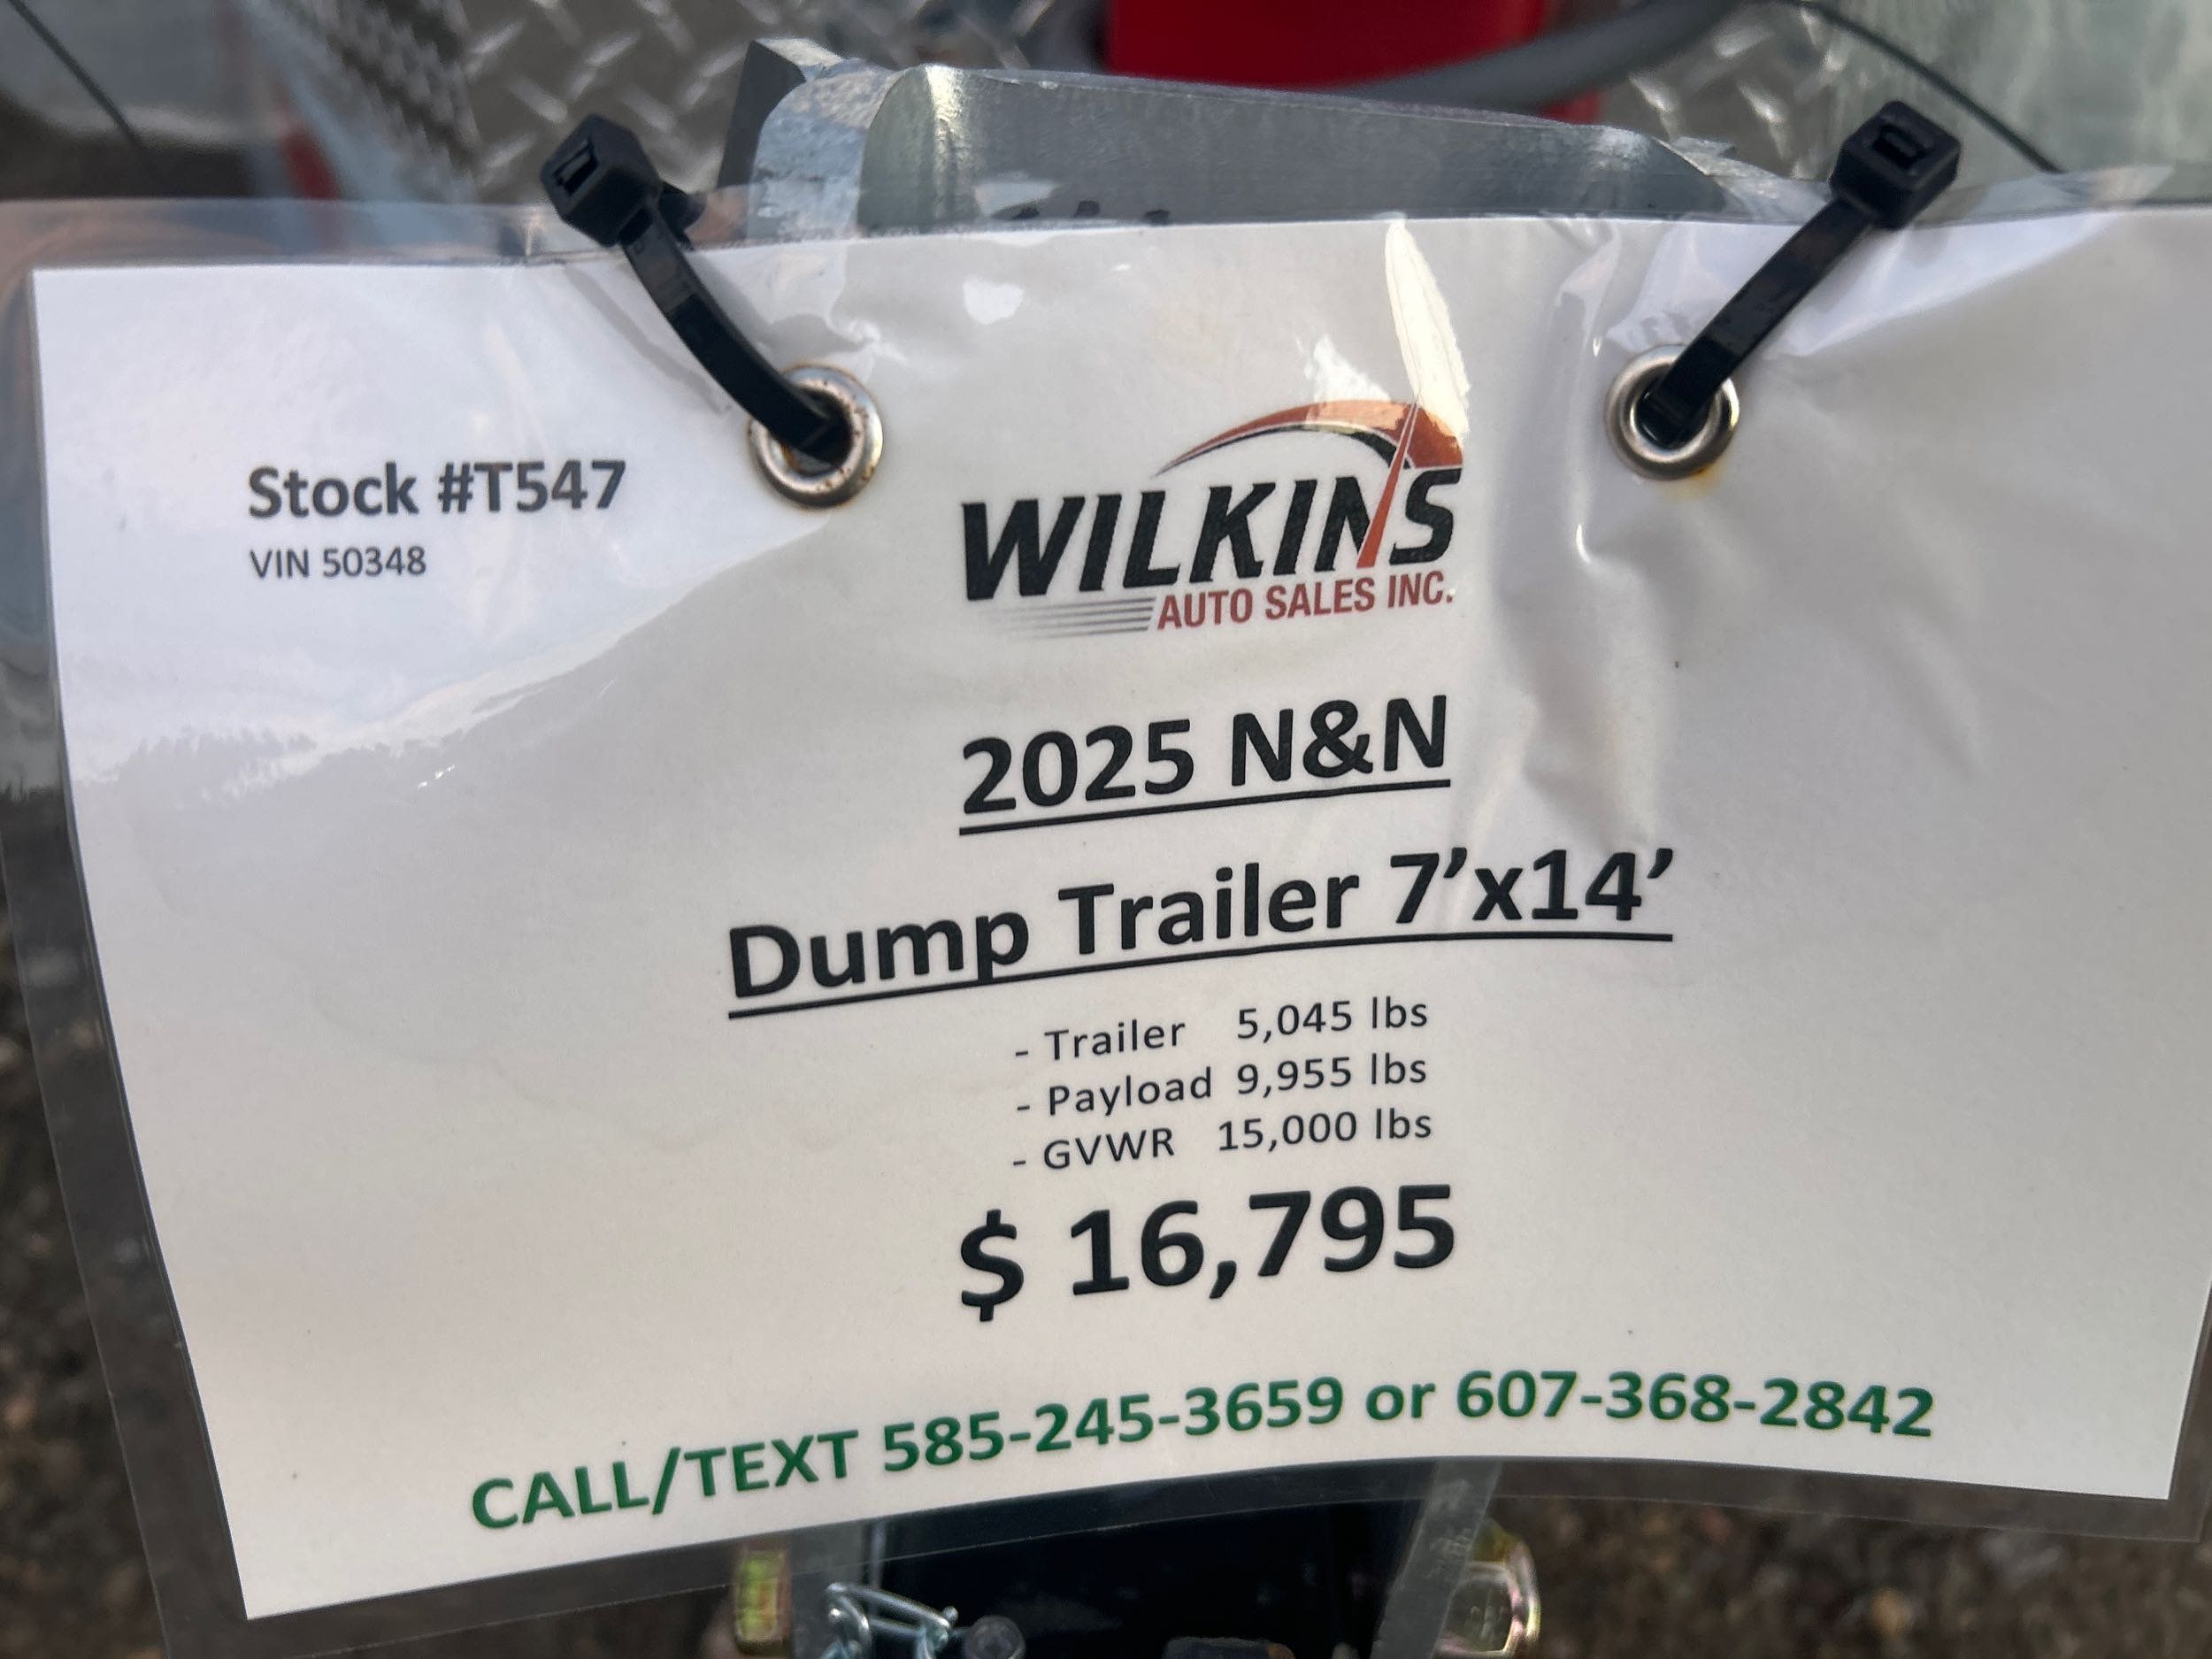 Stock #T547
VIN 50348
WILKINS
AUTO SALES INC.
2025 N&N
Dump Trailer 7’x14’
- Trailer 5,045 lbs
- Payload 9,955 lbs
- GVWR 15,000 lbs
$ 16,795
CALL/TEXT 585-245-3659 or 607-368-2842